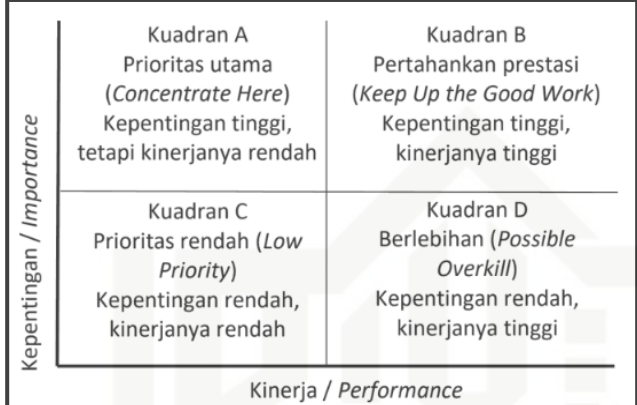 Kuadran A
Prioritas utama
(Concentrate Here)
Kepentingan tinggi,
tetapi kinerjanya rendah
Kuadran B
Pertahankan prestasi
(Keep Up the Good Work)
Kepentingan tinggi,
kinerjanya tinggi
Kuadran C
Prioritas rendah (Low
Priority)
Kepentingan rendah,
kinerjanya rendah
Kuadran D
Berlebihan (Possible
Overkill)
Kepentingan rendah,
kinerjanya tinggi
Kepentingan / Importance
Kinerja / Performance